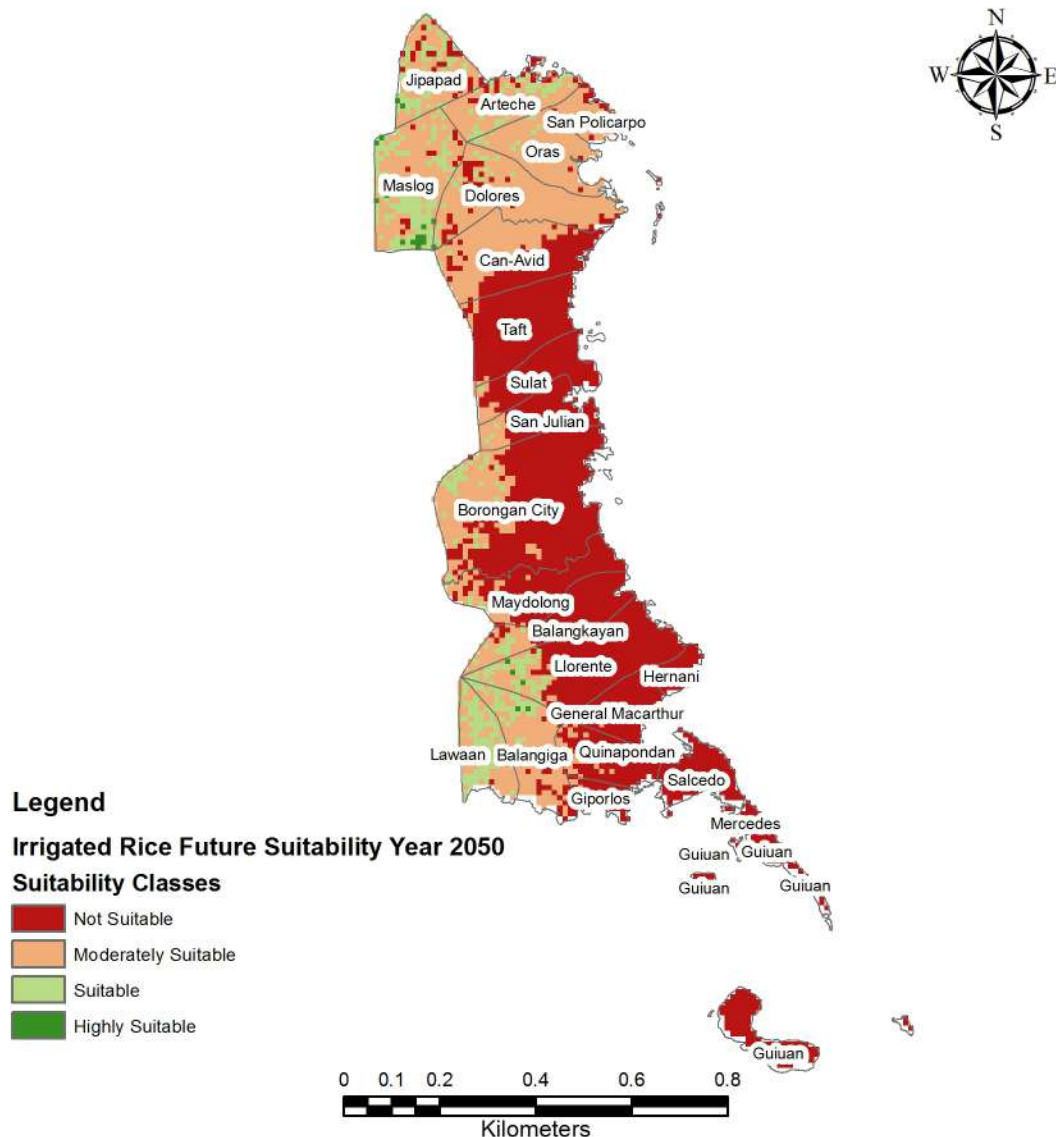 N
W E
S
Jipapad
Arteche
San Policarpo
Oras
Maslog
Dolores
Can-Avid
Taft
Sulat
San Julian
Borongan City
Maydolong
Balangkayan
Llorente
Hernani
General Macarthur
Lawaan Balangiga Quinapondan
Salcedo
Giporlos
Mercedes
Guiuan Guiuan
Guiuan Guiuan
Legend
Irrigated Rice Future Suitability Year 2050
Suitability Classes
Not Suitable
Moderately Suitable
Suitable
Highly Suitable
Guiuan
0 0.1 0.2 0.4 0.6 0.8
Kilometers